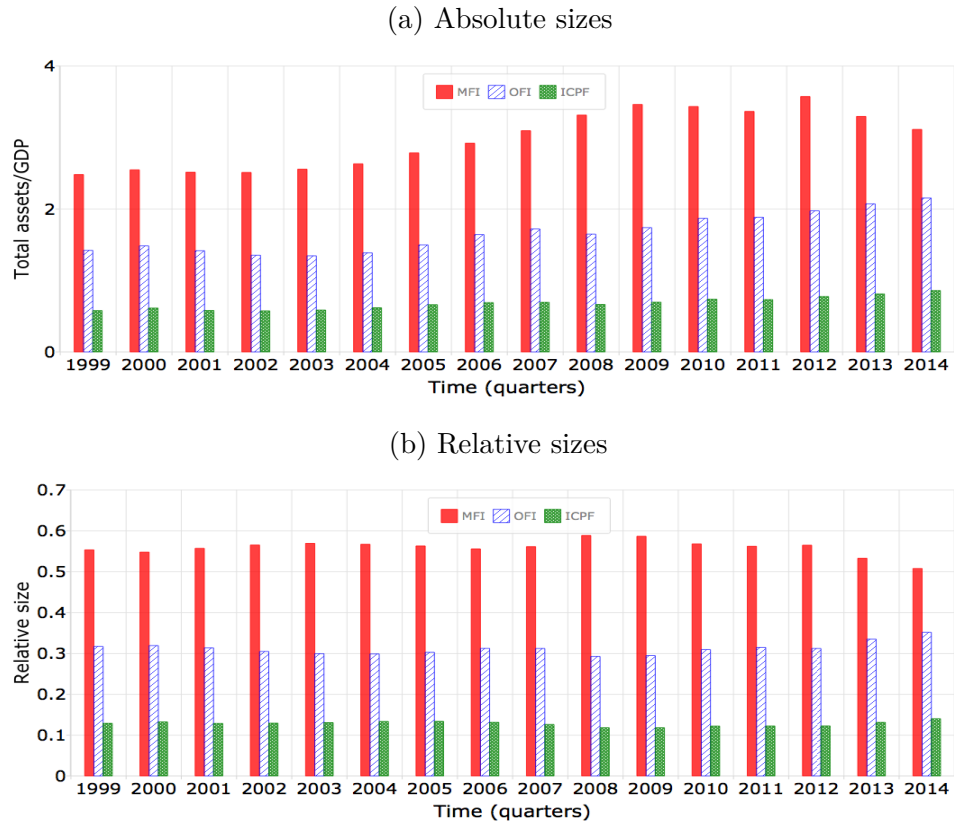 (a) Absolute sizes
4
MFI OFI ICPF
Total assets/GDP
2
0
1999 2000 2001 2002 2003 2004 2005 2006 2007 2008 2009 2010 2011 2012 2013 2014
Time (quarters)
(b) Relative sizes
0.7
MFI OFI ICPF
0.6
0.5
0.4
Relative size
0.3
0.2
0.1
0
1999 2000 2001 2002 2003 2004 2005 2006 2007 2008 2009 2010 2011 2012 2013 2014
Time (quarters)